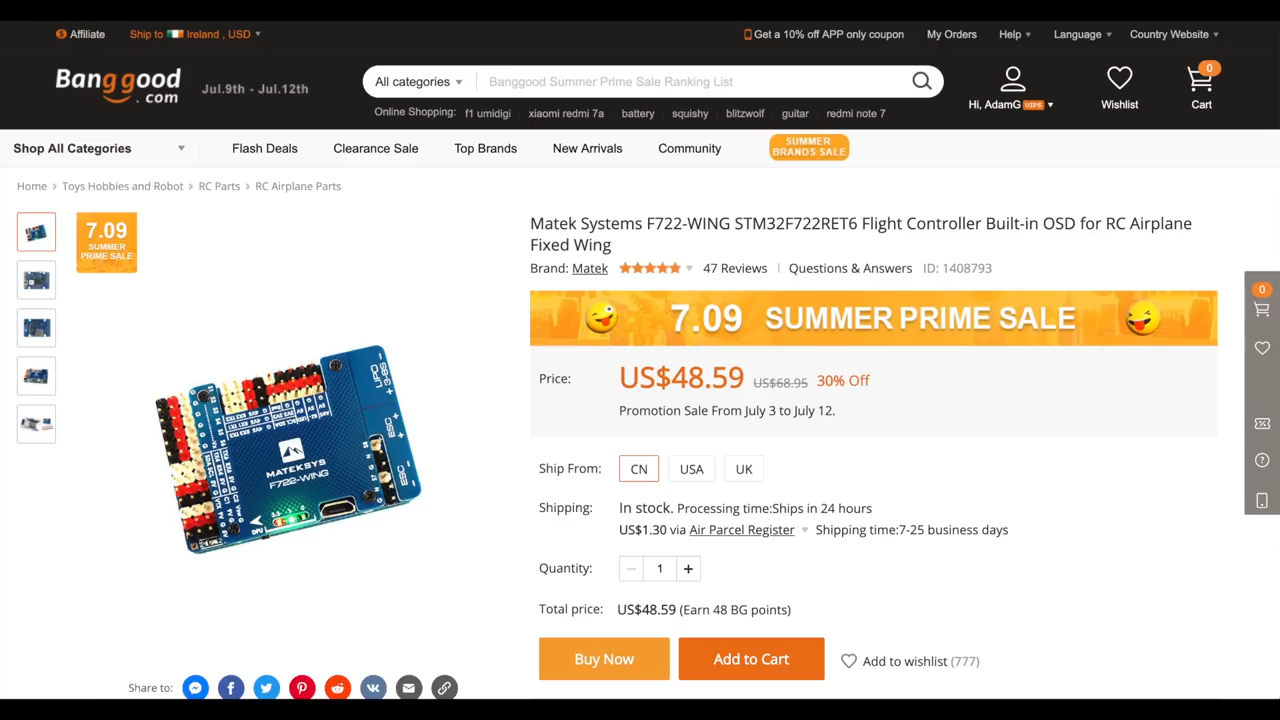 Affiliate
Ship to Ireland , USD
Get a 10% off APP only coupon
My Orders
Help
Language
Country Website
Banggood
.com
Jul.9th - Jul.12th
All categories
Banggood Summer Prime Sale Ranking List
Hi, AdamG VIP5
Wishlist
0
Cart
Online Shopping: f1 umidigi xiaomi redmi 7a battery squishy blitzwolf guitar redmi note 7
Shop All Categories
Flash Deals
Clearance Sale
Top Brands
New Arrivals
Community
SUMMER
BRANDS SALE
Home > Toys Hobbies and Robot > RC Parts > RC Airplane Parts
7.09
SUMMER
PRIME SALE
LIPO
+ 3-8S −
ESC
ESC
MATEKSYS
F722-WING
Matek Systems F722-WING STM32F722RET6 Flight Controller Built-in OSD for RC Airplane
Fixed Wing
Brand: Matek 47 Reviews | Questions & Answers ID: 1408793
7.09 SUMMER PRIME SALE
0
Price: US$48.59 US$68.95 30% Off
Promotion Sale From July 3 to July 12.
Ship From: CN USA UK
Shipping: In stock. Processing time:Ships in 24 hours
US$1.30 via Air Parcel Register Shipping time:7-25 business days
Quantity: − 1 +
Total price: US$48.59 (Earn 48 BG points)
Buy Now
Add to Cart
Add to wishlist (777)
Share to: